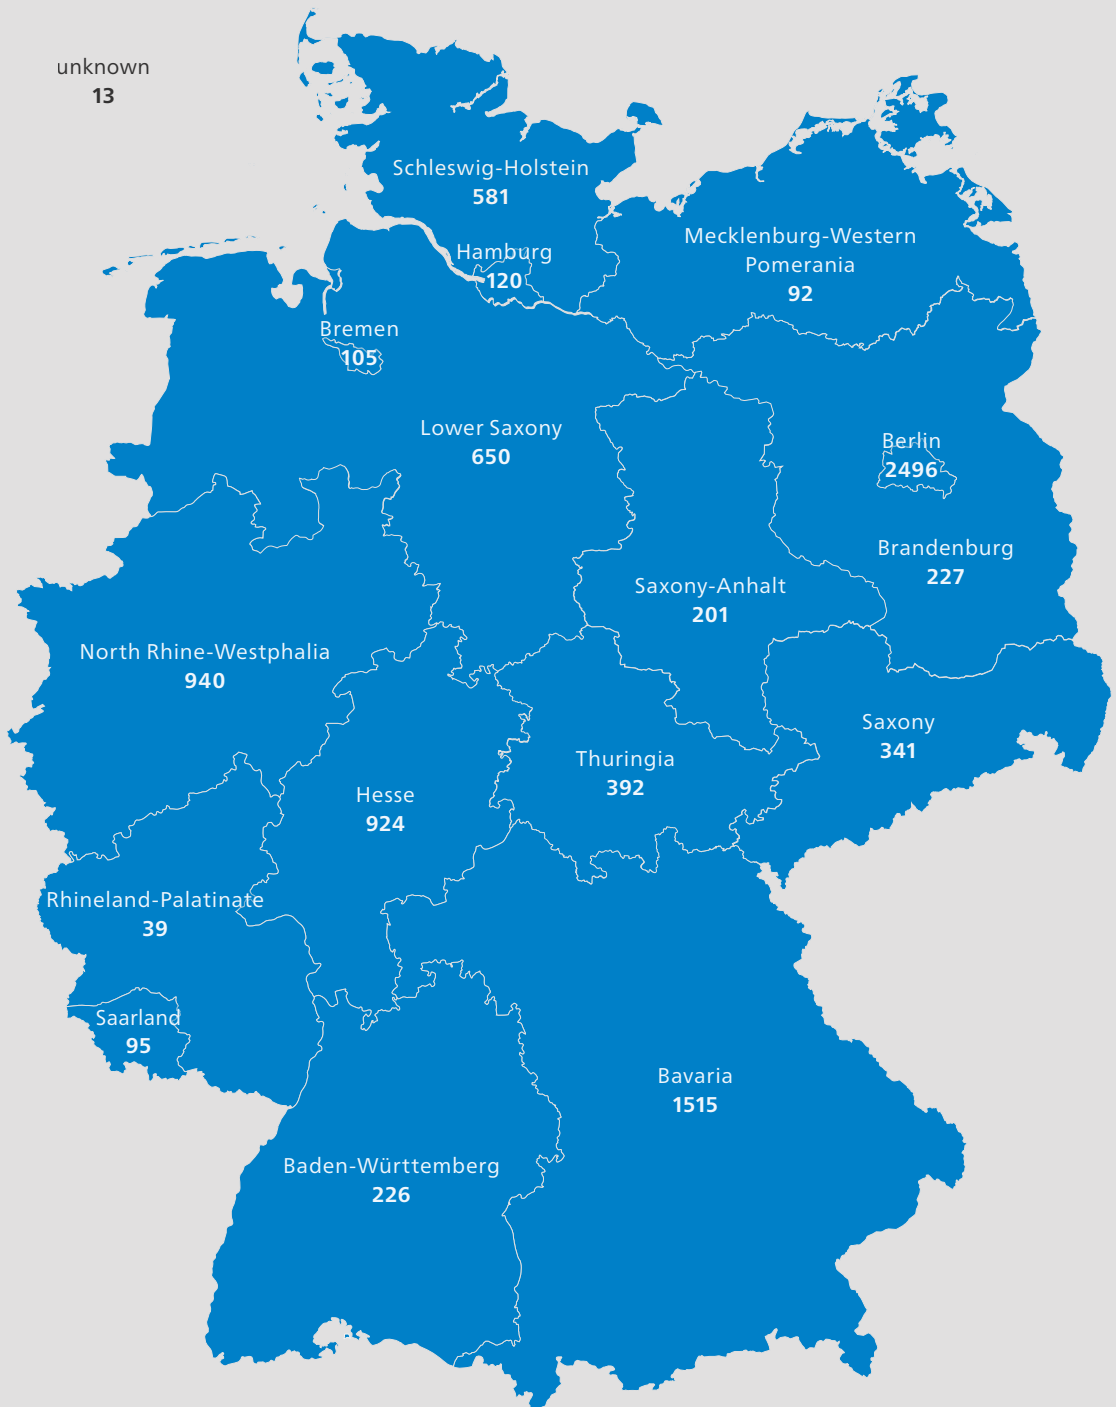 unknown
13
Schleswig-Holstein
581
Mecklenburg-Western
Pomerania
92
Hamburg
120
Bremen
105
Lower Saxony
650
Berlin
2496
Brandenburg
227
Saxony-Anhalt
201
North Rhine-Westphalia
940
Saxony
341
Thuringia
392
Hesse
924
Rhineland-Palatinate
39
Saarland
95
Bavaria
1515
Baden-Württemberg
226